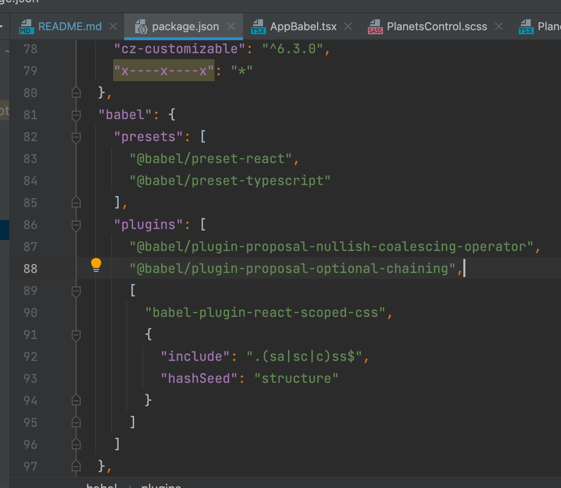 ge.json
README.md
package.json
AppBabel.tsx
PlanetsControl.scss
Plan
78 "cz-customizable": "^6.3.0",
79 "x----x----x": "*"
80 },
81 "babel": {
82 "presets": [
83 "@babel/preset-react",
84 "@babel/preset-typescript"
85 ],
86 "plugins": [
87 "@babel/plugin-proposal-nullish-coalescing-operator",
88 "@babel/plugin-proposal-optional-chaining",
89 [
90 "babel-plugin-react-scoped-css",
91 {
92 "include": ".(sa|sc|c)ss$",
93 "hashSeed": "structure"
94 }
95 ]
96 ]
97 },
babel › plugins